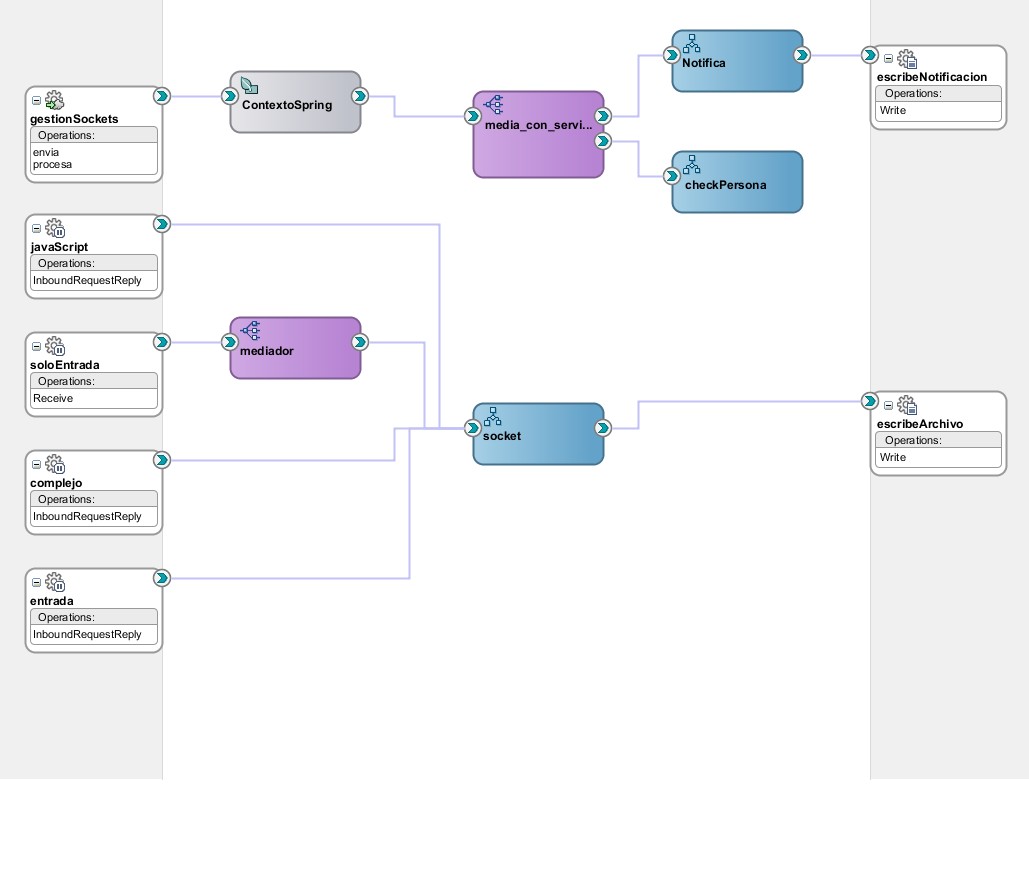 gestionSockets
Operations:
envia
procesa
ContextoSpring
media_con_servi...
Notifica
checkPersona
escribeNotificacion
Operations:
Write
javaScript
Operations:
InboundRequestReply
soloEntrada
Operations:
Receive
mediador
complejo
Operations:
InboundRequestReply
socket
escribeArchivo
Operations:
Write
entrada
Operations:
InboundRequestReply